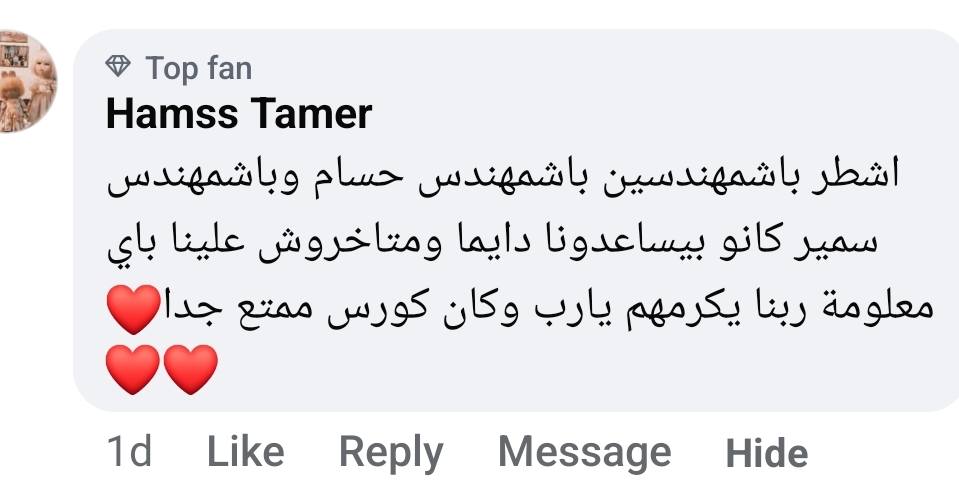 Top fan
Hamss Tamer
اشطر باشمهندسين باشمهندس حسام وباشمهندس
سمير كانو بيساعدونا دايما ومتاخروش علينا باي
معلومة ربنا يكرمهم يارب وكان كورس ممتع جدا❤️
❤️❤️
1d Like Reply Message Hide